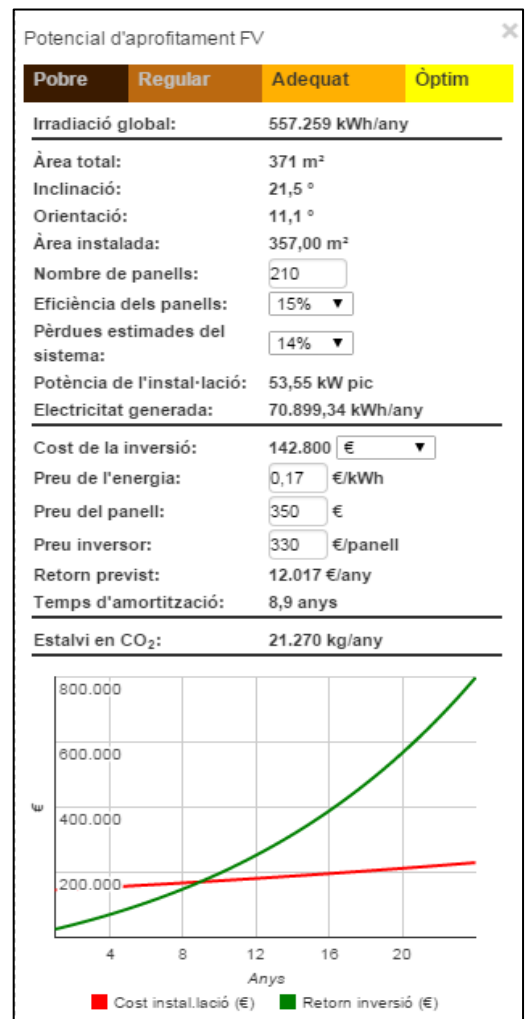 Potencial d'aprofitament FV ×
Pobre Regular Adequat Òptim
Irradiació global: 557.259 kWh/any
Àrea total: 371 m²
Inclinació: 21,5 º
Orientació: 11,1 º
Àrea instalada: 357,00 m²
Nombre de panells: 210
Eficiència dels panells: 15% ▼
Pèrdues estimades del
sistema: 14% ▼
Potència de l'instal·lació: 53,55 kW pic
Electricitat generada: 70.899,34 kWh/any
Cost de la inversió: 142.800 € ▼
Preu de l'energia: 0,17 €/kWh
Preu del panell: 350 €
Preu inversor: 330 €/panell
Retorn previst: 12.017 €/any
Temps d'amortització: 8,9 anys
Estalvi en CO₂: 21.270 kg/any
800.000
600.000
€
400.000
200.000
4 8 12 16 20
Anys
Cost instal.lació (€) Retorn inversió (€)